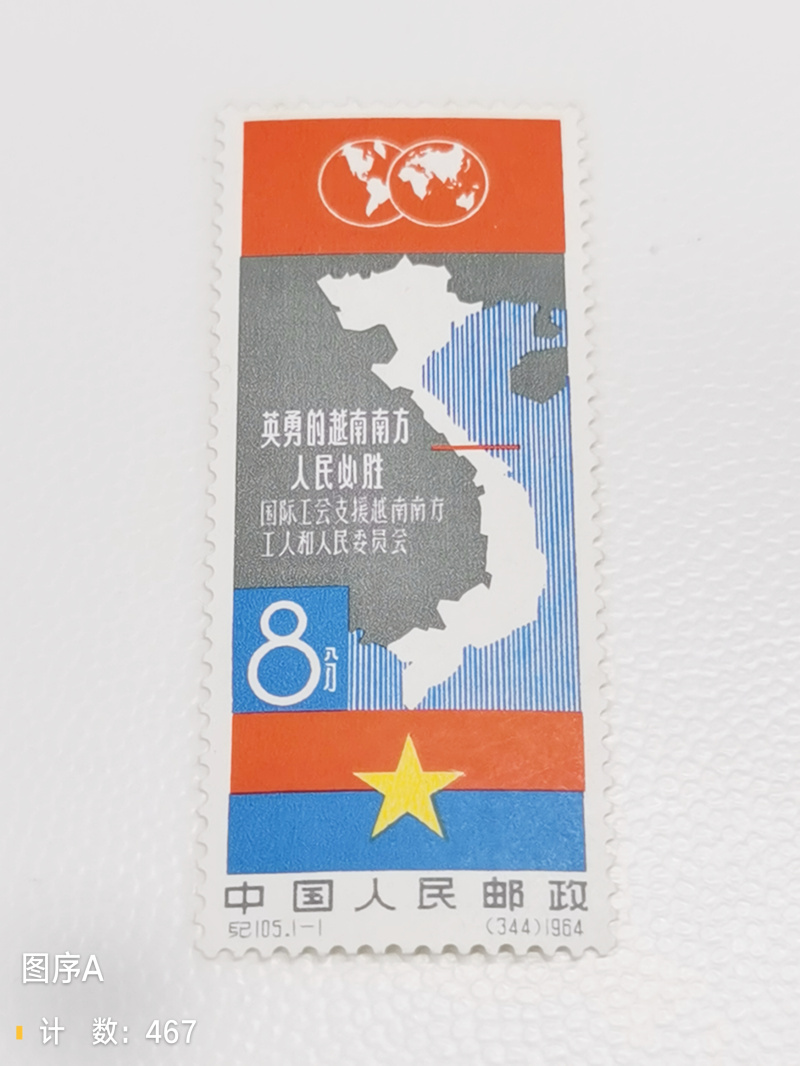 英勇的越南南方
人民必胜
国际工会支援越南南方
工人和人民委员会
8分
中国人民邮政
纪105.1-1
(344)1964
图序A
计 数: 467